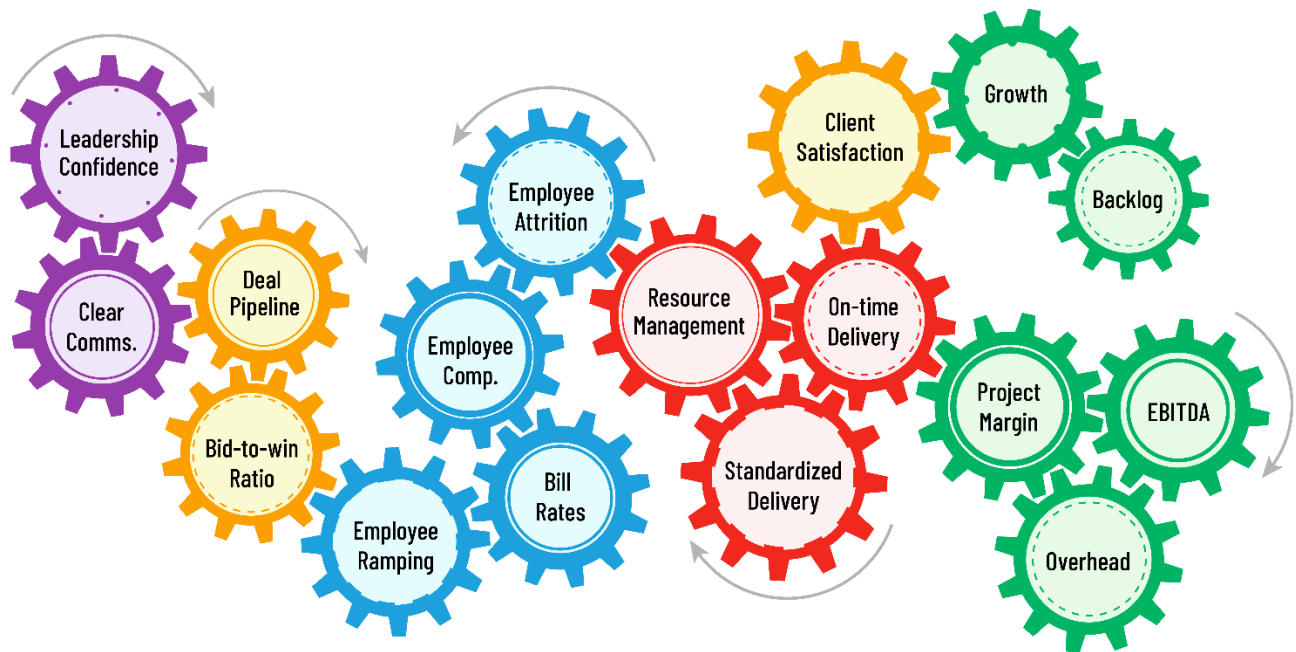 Leadership
Confidence
Clear
Comms.
Deal
Pipeline
Bid-to-win
Ratio
Employee
Ramping
Employee
Attrition
Employee
Comp.
Bill
Rates
Resource
Management
Standardized
Delivery
On-time
Delivery
Client
Satisfaction
Growth
Backlog
Project
Margin
EBITDA
Overhead